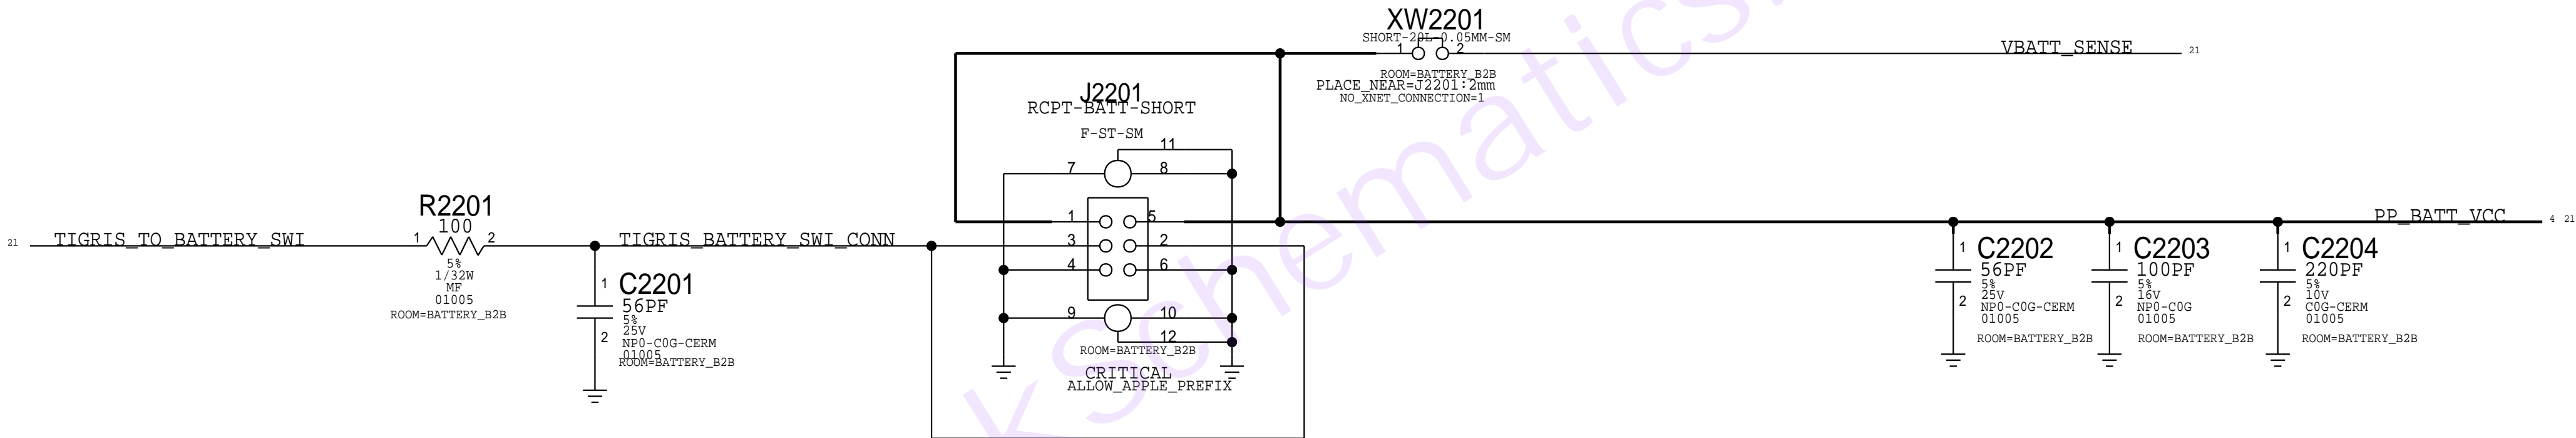 XW2201
SHORT-20L-0.05MM-SM
1 2
VBATT_SENSE 21
ROOM=BATTERY_B2B
PLACE_NEAR=J2201:2mm
NO_XNET_CONNECTION=1
J2201
RCPT-BATT-SHORT
F-ST-SM
11
7 8
1 5
3 2
4 6
9 10
12
ROOM=BATTERY_B2B
CRITICAL
ALLOW_APPLE_PREFIX
21 TIGRIS_TO_BATTERY_SWI
R2201
100
1 2
5%
1/32W
MF
01005
ROOM=BATTERY_B2B
TIGRIS_BATTERY_SWI_CONN
1
C2201
56PF
5%
25V
2
NP0-C0G-CERM
01005
ROOM=BATTERY_B2B
PP_BATT_VCC 4 21
1
C2202
56PF
5%
25V
2
NP0-C0G-CERM
01005
ROOM=BATTERY_B2B
1
C2203
100PF
5%
16V
2
NP0-C0G
01005
ROOM=BATTERY_B2B
1
C2204
220PF
5%
10V
2
C0G-CERM
01005
ROOM=BATTERY_B2B
kSchematics.